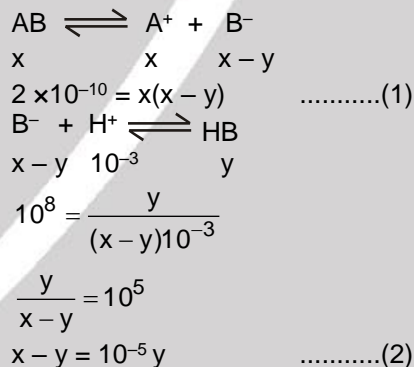 AB ⇌ A⁺ + B⁻
x x x – y
2 ×10⁻¹⁰ = x(x – y) ...........(1)
B⁻ + H⁺ ⇌ HB
x – y 10⁻³ y
10⁸ = y / (x – y)10⁻³
y / x – y = 10⁵
x – y = 10⁻⁵ y ...........(2)